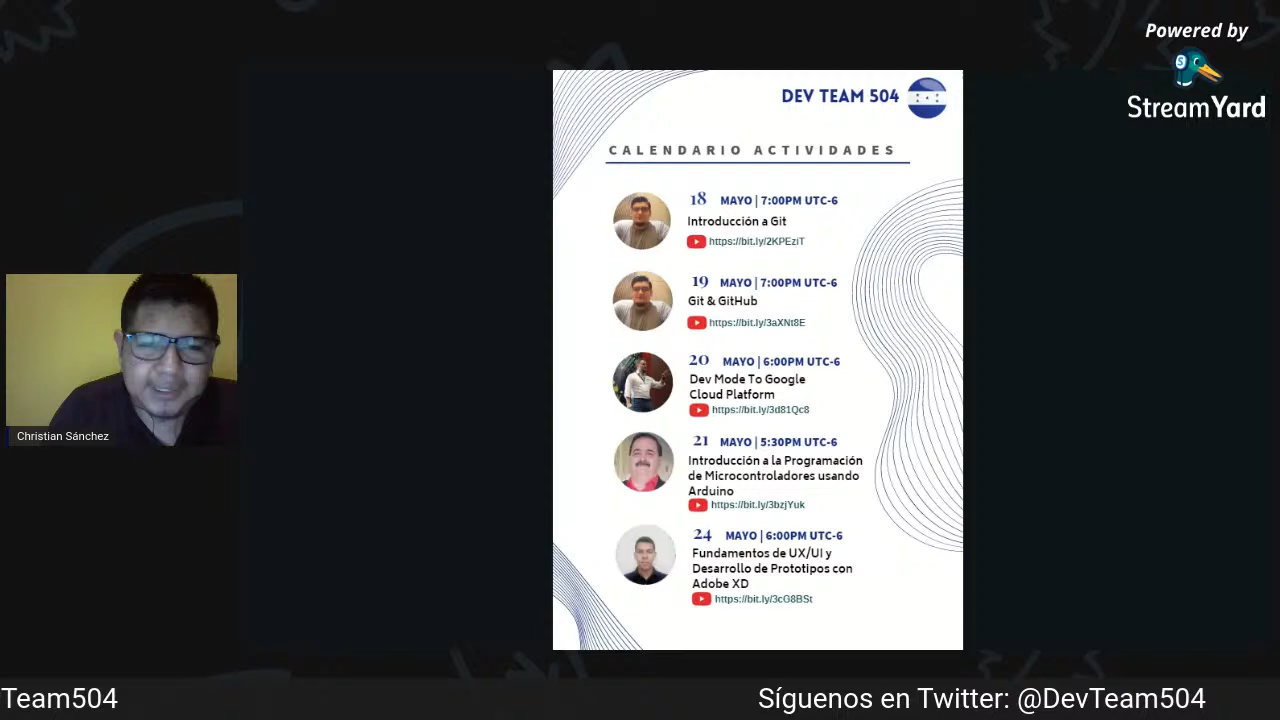 Powered by
StreamYard
DEV TEAM 504
CALENDARIO ACTIVIDADES
18 MAYO | 7:00PM UTC-6
Introducción a Git
https://bit.ly/2KPEziT
19 MAYO | 7:00PM UTC-6
Git & GitHub
https://bit.ly/3aXNt8E
20 MAYO | 6:00PM UTC-6
Dev Mode To Google
Cloud Platform
https://bit.ly/3d81Qc8
21 MAYO | 5:30PM UTC-6
Introducción a la Programación
de Microcontroladores usando
Arduino
https://bit.ly/3bzjYuk
24 MAYO | 6:00PM UTC-6
Fundamentos de UX/UI y
Desarrollo de Prototipos con
Adobe XD
https://bit.ly/3cG8BSt
Christian Sánchez
Team504
Síguenos en Twitter: @DevTeam504